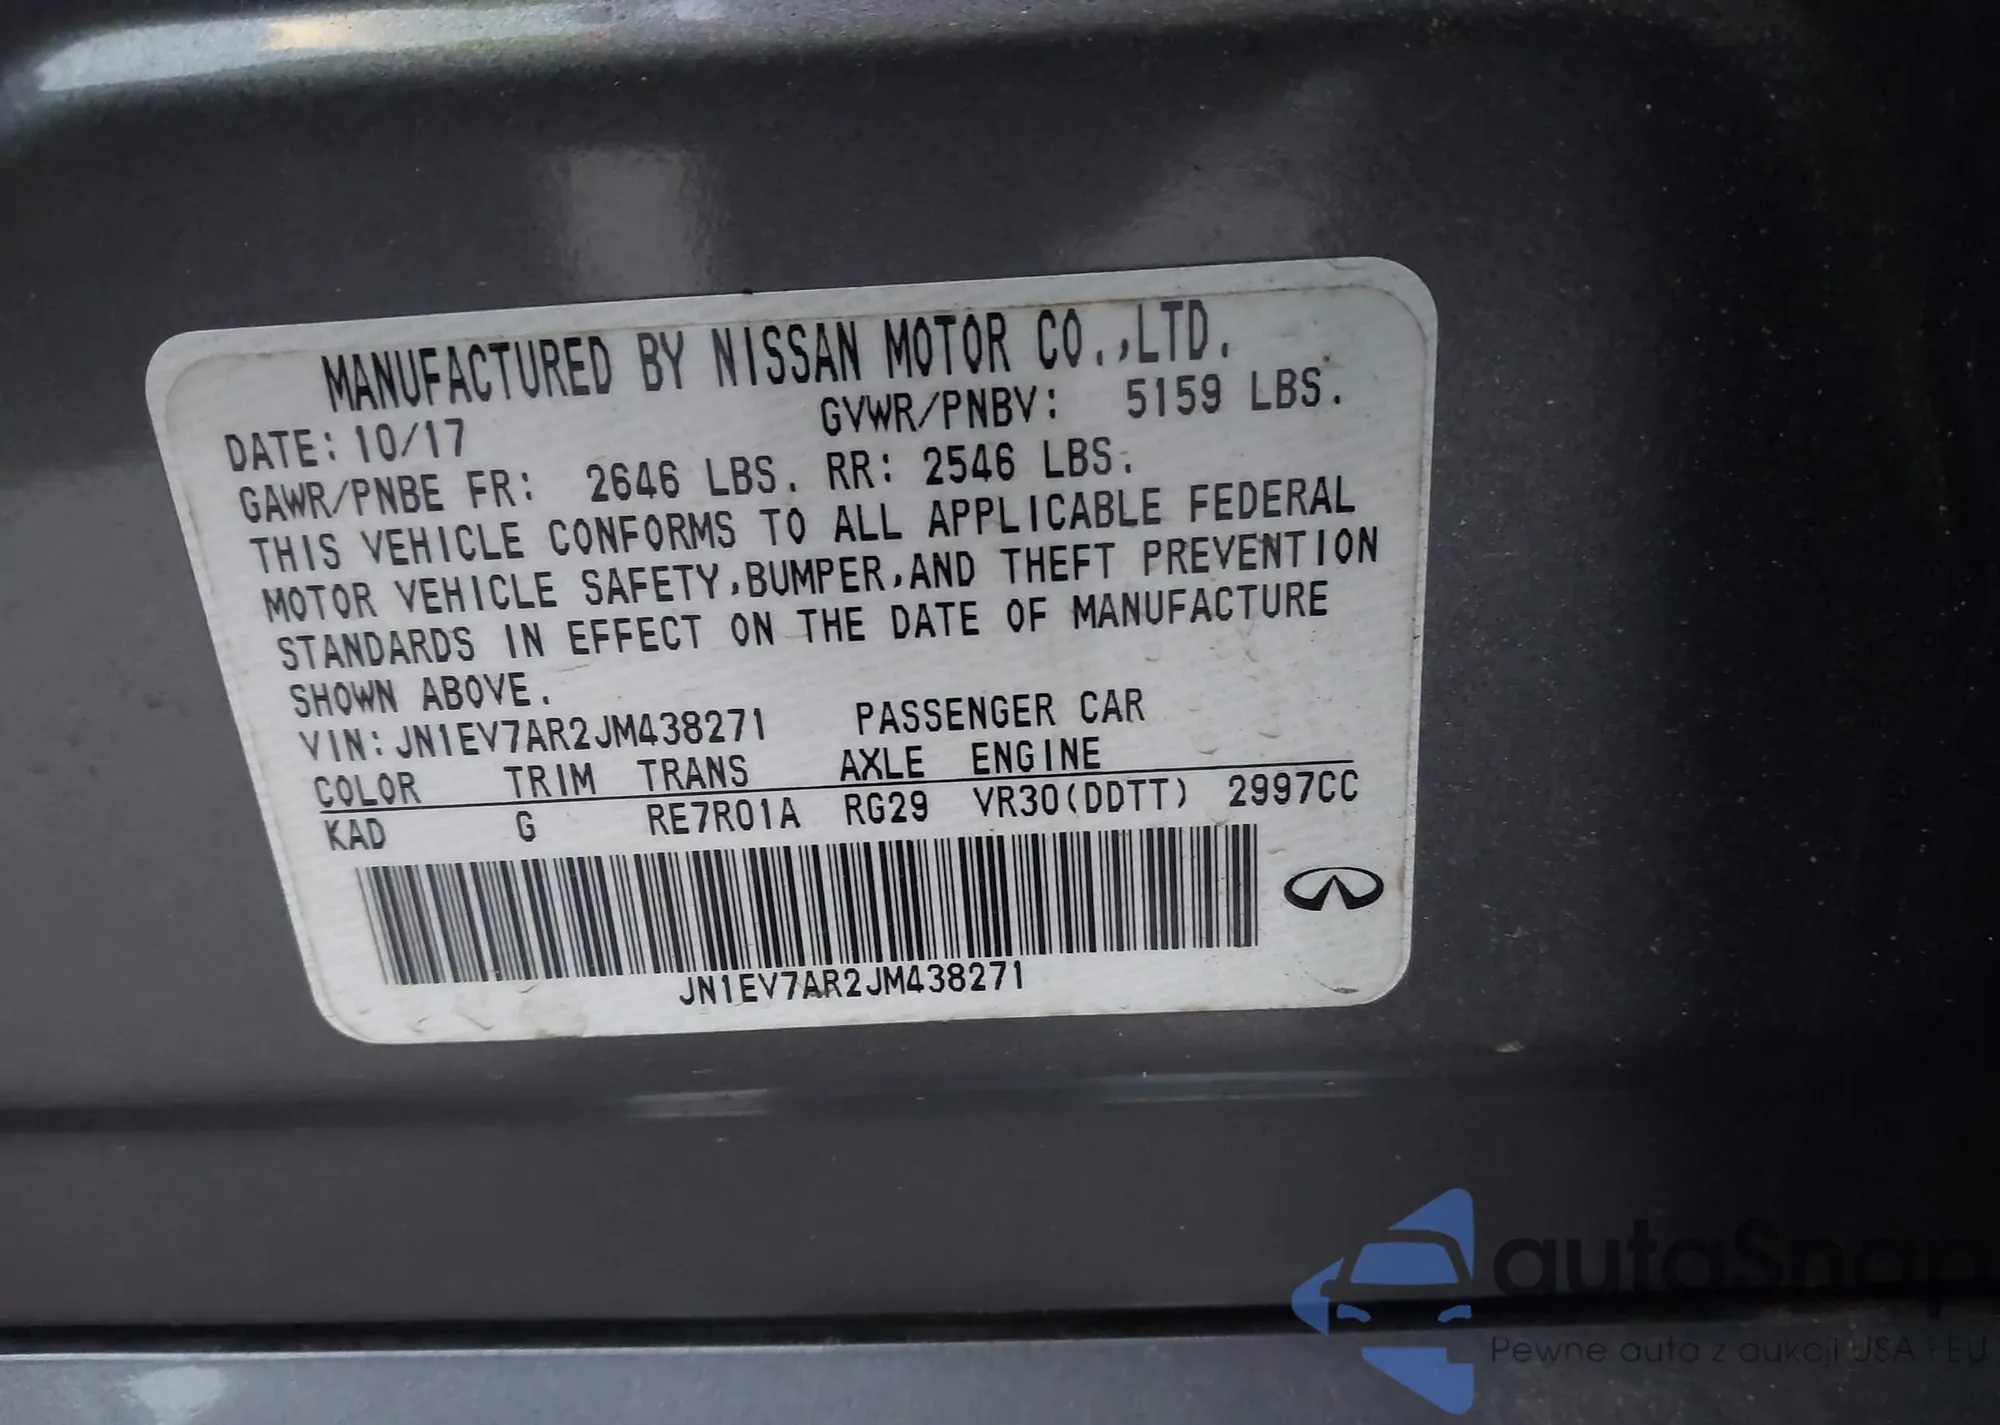 MANUFACTURED BY NISSAN MOTOR CO.,LTD.
DATE:10/17 GVWR/PNBV: 5159 LBS.
GAWR/PNBE FR: 2646 LBS. RR: 2546 LBS.
THIS VEHICLE CONFORMS TO ALL APPLICABLE FEDERAL
MOTOR VEHICLE SAFETY,BUMPER,AND THEFT PREVENTION
STANDARDS IN EFFECT ON THE DATE OF MANUFACTURE
SHOWN ABOVE.
VIN:JN1EV7AR2JM438271 PASSENGER CAR
COLOR TRIM TRANS AXLE ENGINE
KAD G RE7R01A RG29 VR30(DDTT) 2997CC
JN1EV7AR2JM438271
autaSnap
Pewne auta z aukcji USA - EU